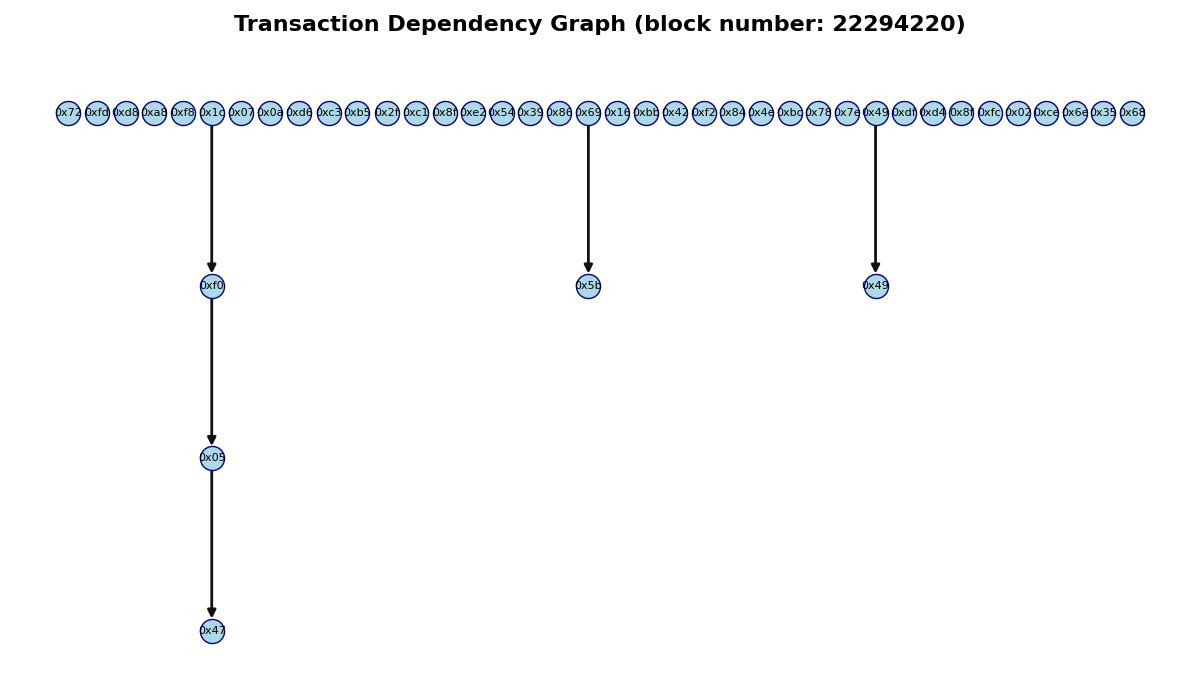 Transaction Dependency Graph (block number: 22294220)
0x72 0xfd 0xd8 0xa8 0xf8 0x1c 0x07 0x0a 0xd6 0xc3 0xb5 0x2f 0xc1 0x8f 0xe2 0x54 0x39 0x86 0x69 0x16 0xbb 0x42 0xf2 0x84 0x4e 0xbc 0x78 0x7e 0x49 0xdf 0xd4 0x8f 0xfc 0x02 0xce 0x6e 0x35 0x68
0xf0 0x5b 0x49
0x05
0x47